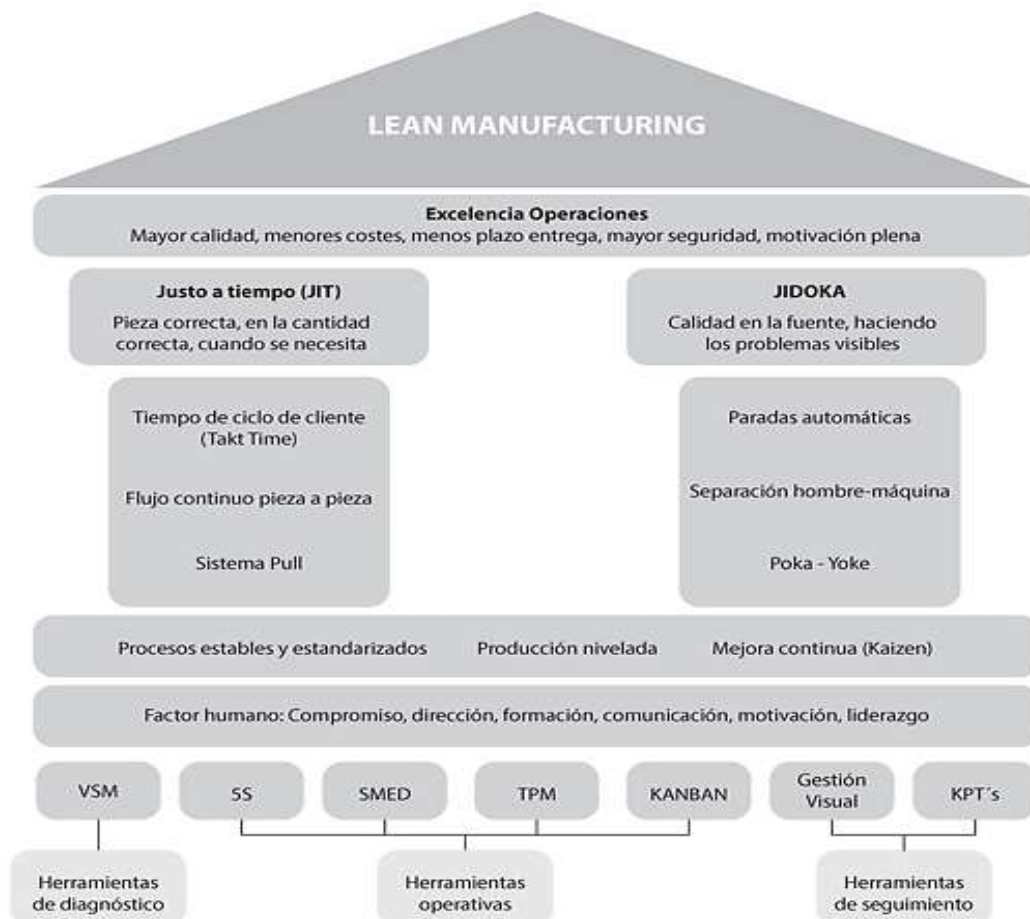 LEAN MANUFACTURING
Excelencia Operaciones
Mayor calidad, menores costes, menos plazo entrega, mayor seguridad, motivación plena
Justo a tiempo (JIT)
Pieza correcta, en la cantidad
correcta, cuando se necesita
JIDOKA
Calidad en la fuente, haciendo
los problemas visibles
Tiempo de ciclo de cliente
(Takt Time)
Flujo continuo pieza a pieza
Sistema Pull
Paradas automáticas
Separación hombre-máquina
Poka - Yoke
Procesos estables y estandarizados
Producción nivelada
Mejora continua (Kaizen)
Factor humano: Compromiso, dirección, formación, comunicación, motivación, liderazgo
VSM
5S
SMED
TPM
KANBAN
Gestión
Visual
KPT´s
Herramientas
de diagnóstico
Herramientas
operativas
Herramientas
de seguimiento